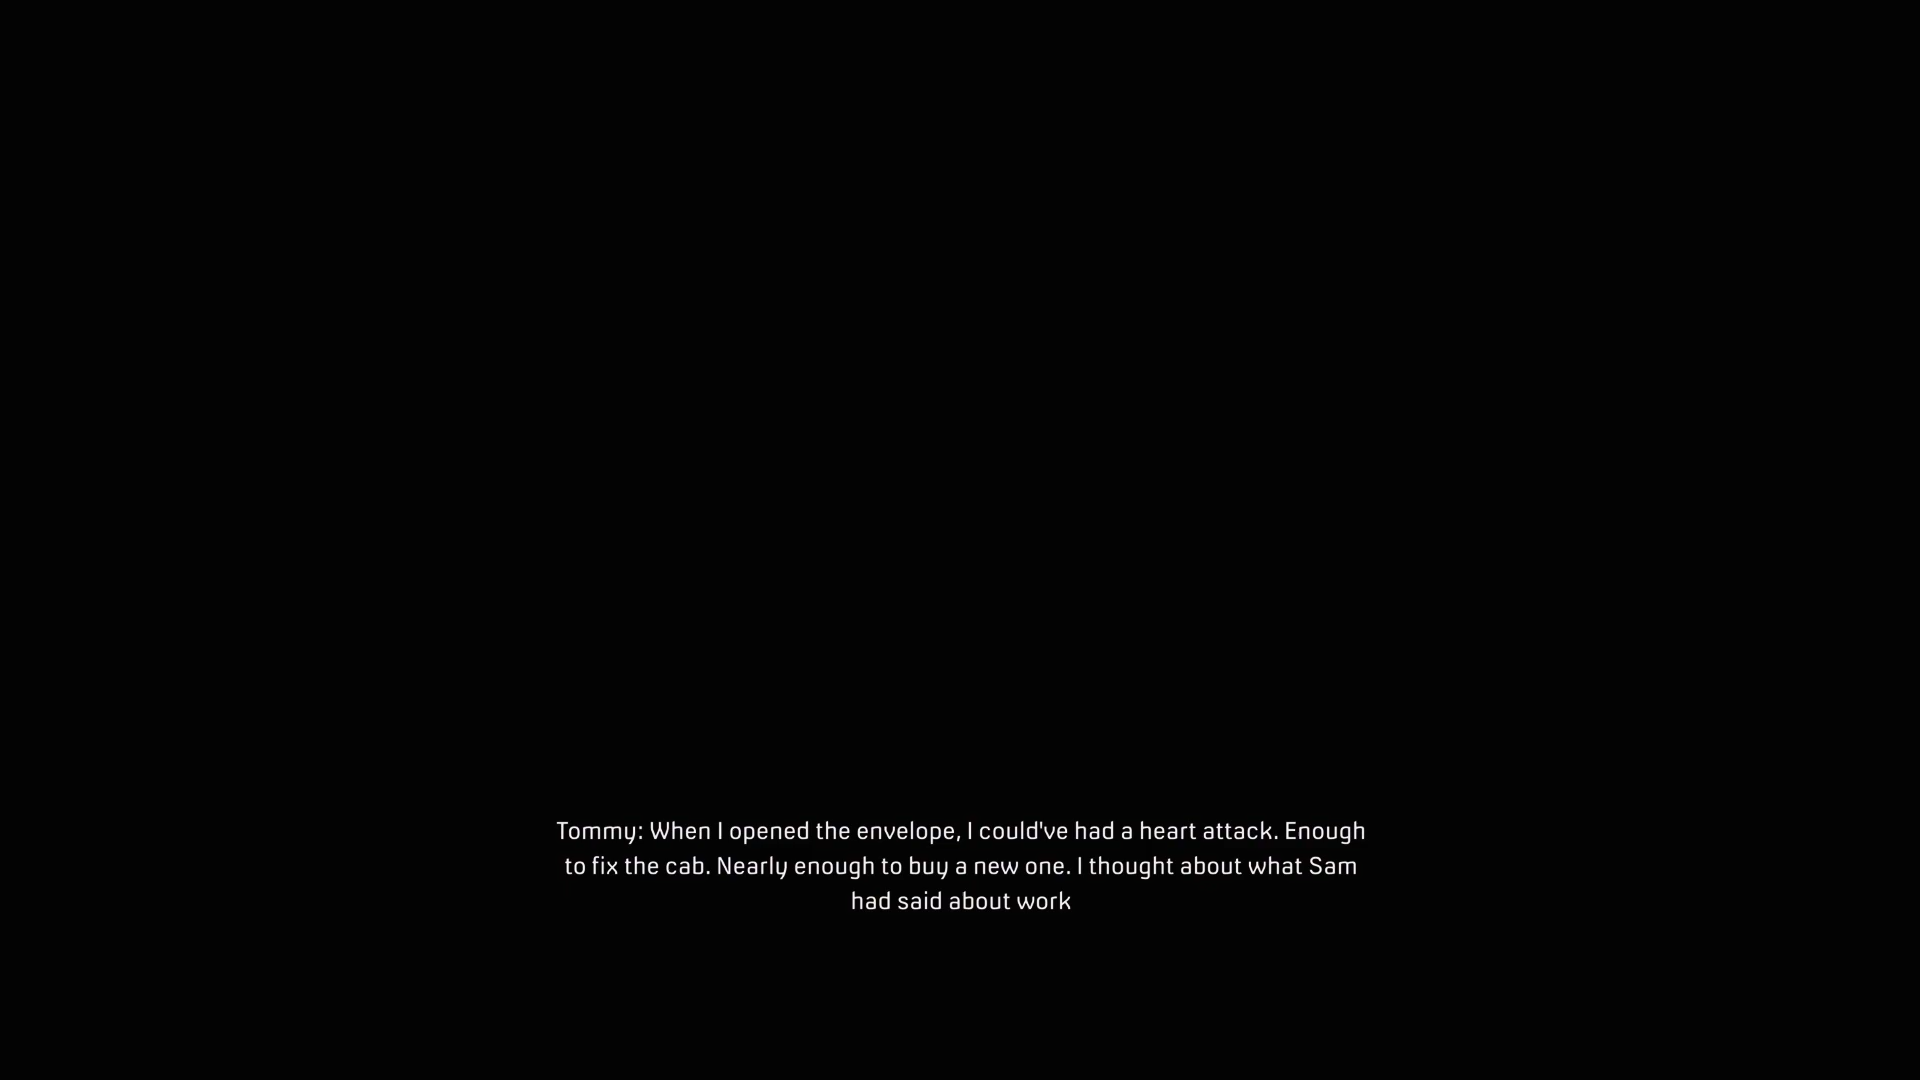 Tommy: When I opened the envelope, I could've had a heart attack. Enough
to fix the cab. Nearly enough to buy a new one. I thought about what Sam
had said about work